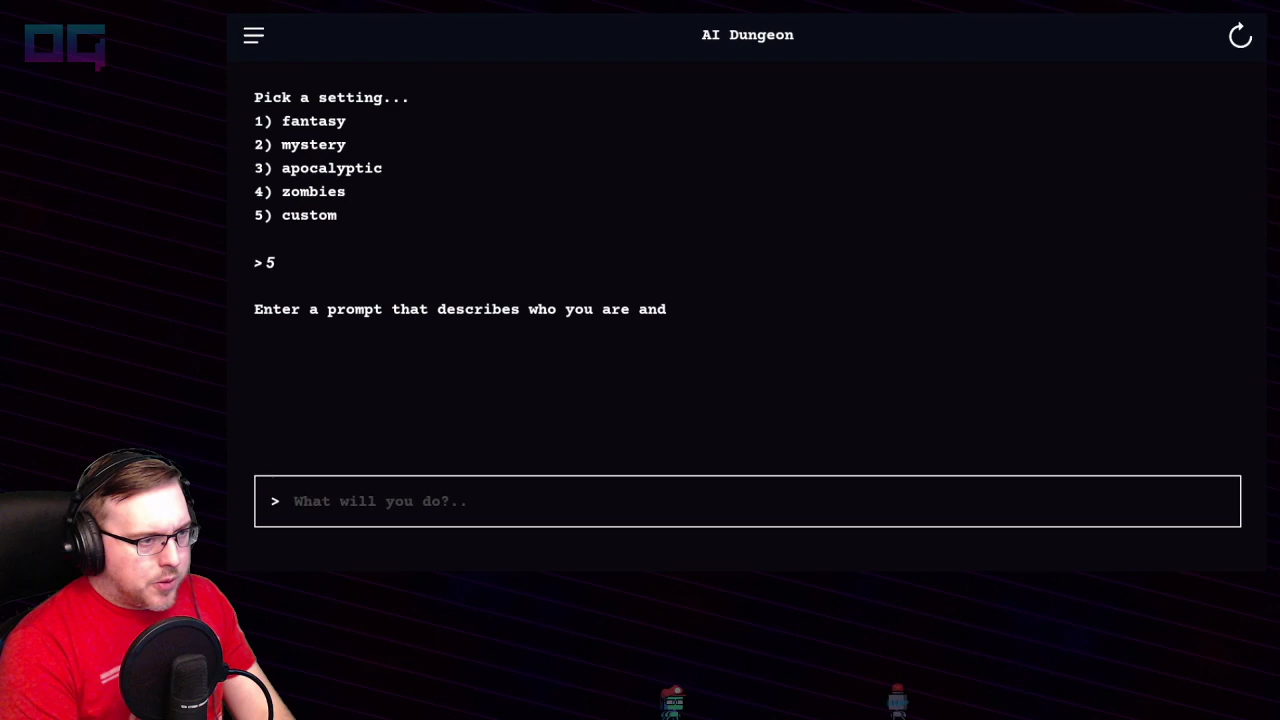 OG
AI Dungeon
Pick a setting...
1) fantasy
2) mystery
3) apocalyptic
4) zombies
5) custom
>5
Enter a prompt that describes who you are and
> What will you do?..